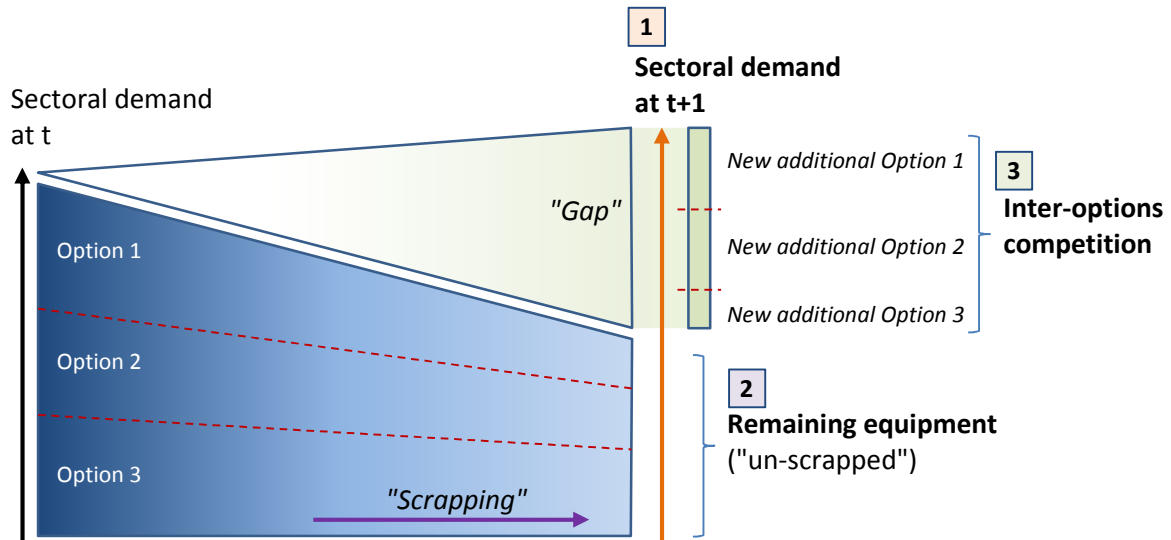 1
Sectoral demand
at t+1
Sectoral demand
at t
New additional Option 1
3
Inter-options
competition
"Gap"
Option 1
New additional Option 2
New additional Option 3
Option 2
2
Remaining equipment
("un-scrapped")
Option 3
"Scrapping"